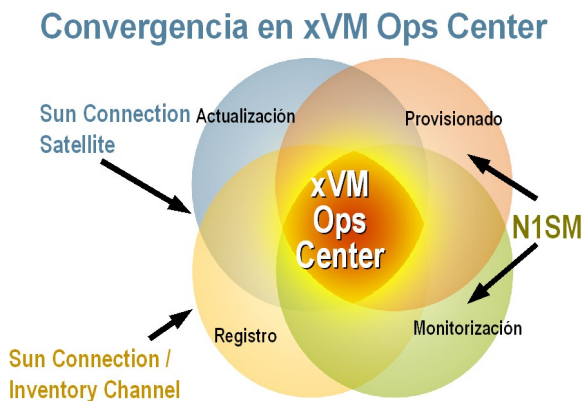 Convergencia en xVM Ops Center
Sun Connection
Satellite
Actualización
Provisionado
xVM
Ops
Center
N1SM
Registro
Monitorización
Sun Connection /
Inventory Channel